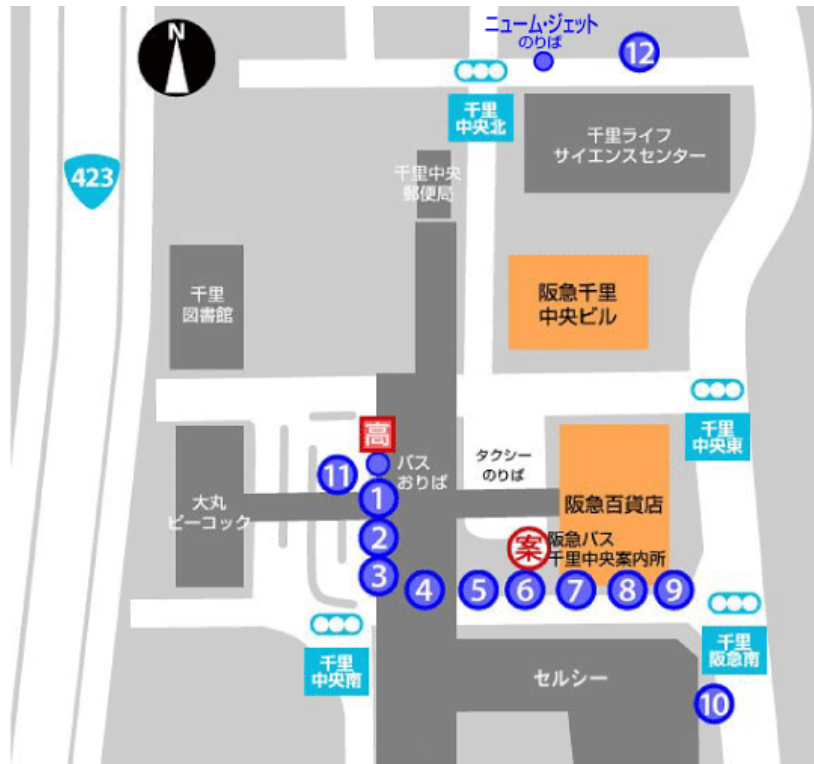 N
ニューム・ジェット
のりば
12
千里
中央北
千里ライフ
サイエンスセンター
423
千里中央
郵便局
千里
図書館
阪急千里
中央ビル
千里
中央東
高
バス
おりば
タクシー
のりば
11
1
大丸
ピーコック
阪急百貨店
2
案
阪急バス
千里中央案内所
3
4
5
6
7
8
9
千里
中央南
千里
阪急南
セルシー
10